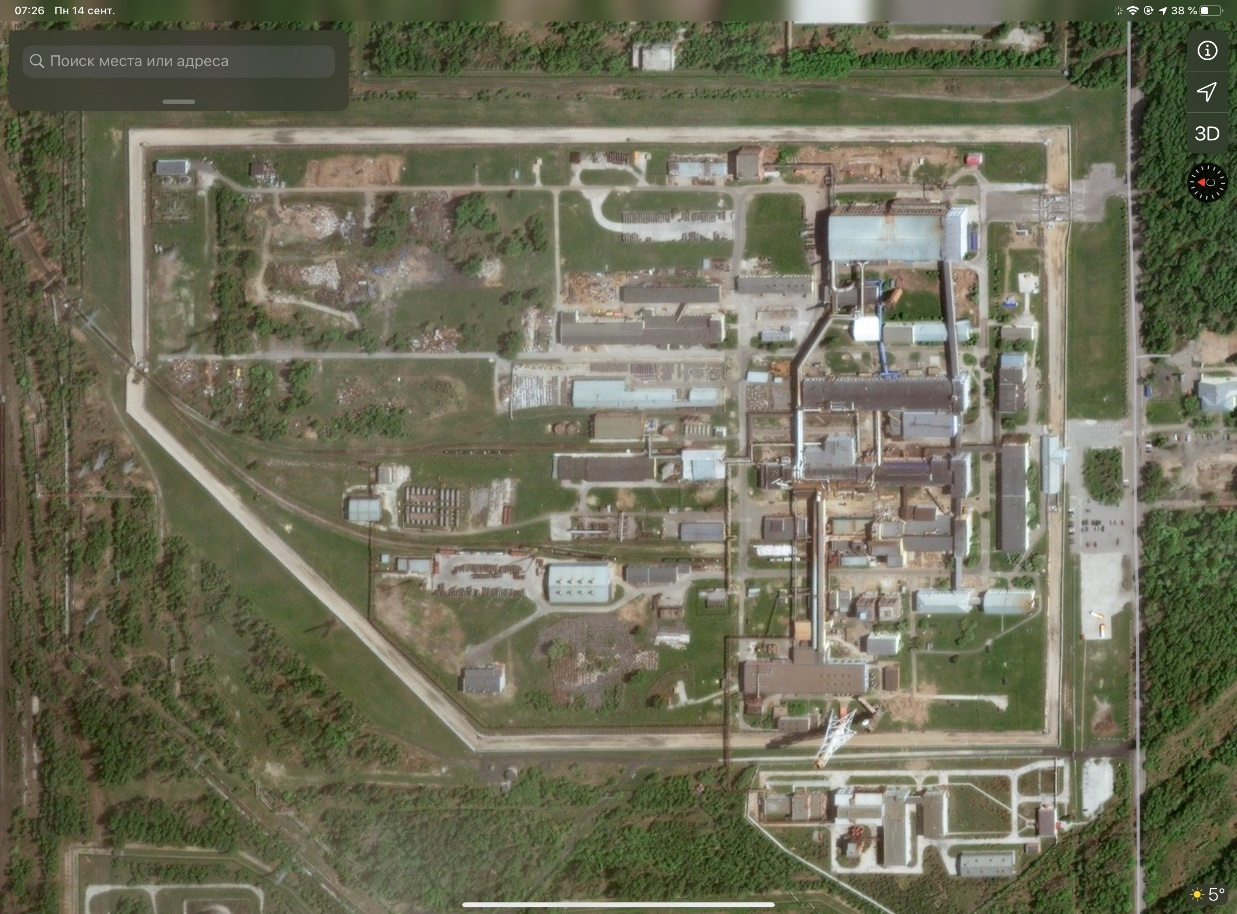 07:26 Пн 14 сент.
38 %
Поиск места или адреса
3D
5°